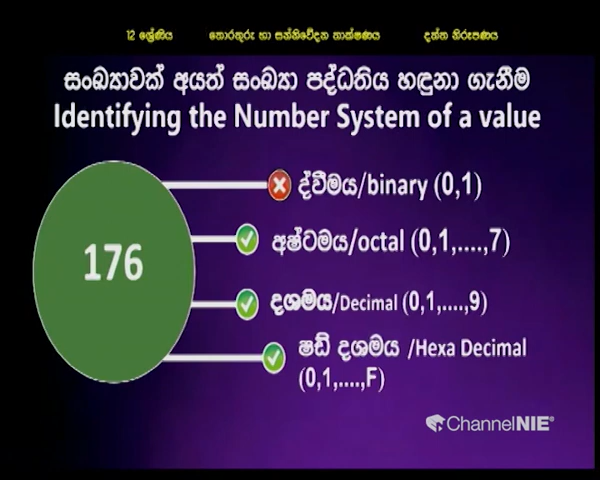 12 ශ්‍රේණිය තොරතුරු හා සන්නිවේදන තාක්ෂණය දත්ත නිරූපණය
සංඛ්‍යාවක් අයත් සංඛ්‍යා පද්ධතිය හඳුනා ගැනීම
Identifying the Number System of a value
176
ද්වීමය/binary (0,1)
අෂ්ටමය/octal (0,1,....,7)
දශමය/Decimal (0,1,....,9)
ෂඩ් දශමය /Hexa Decimal
(0,1,....,F)
ChannelNIE®